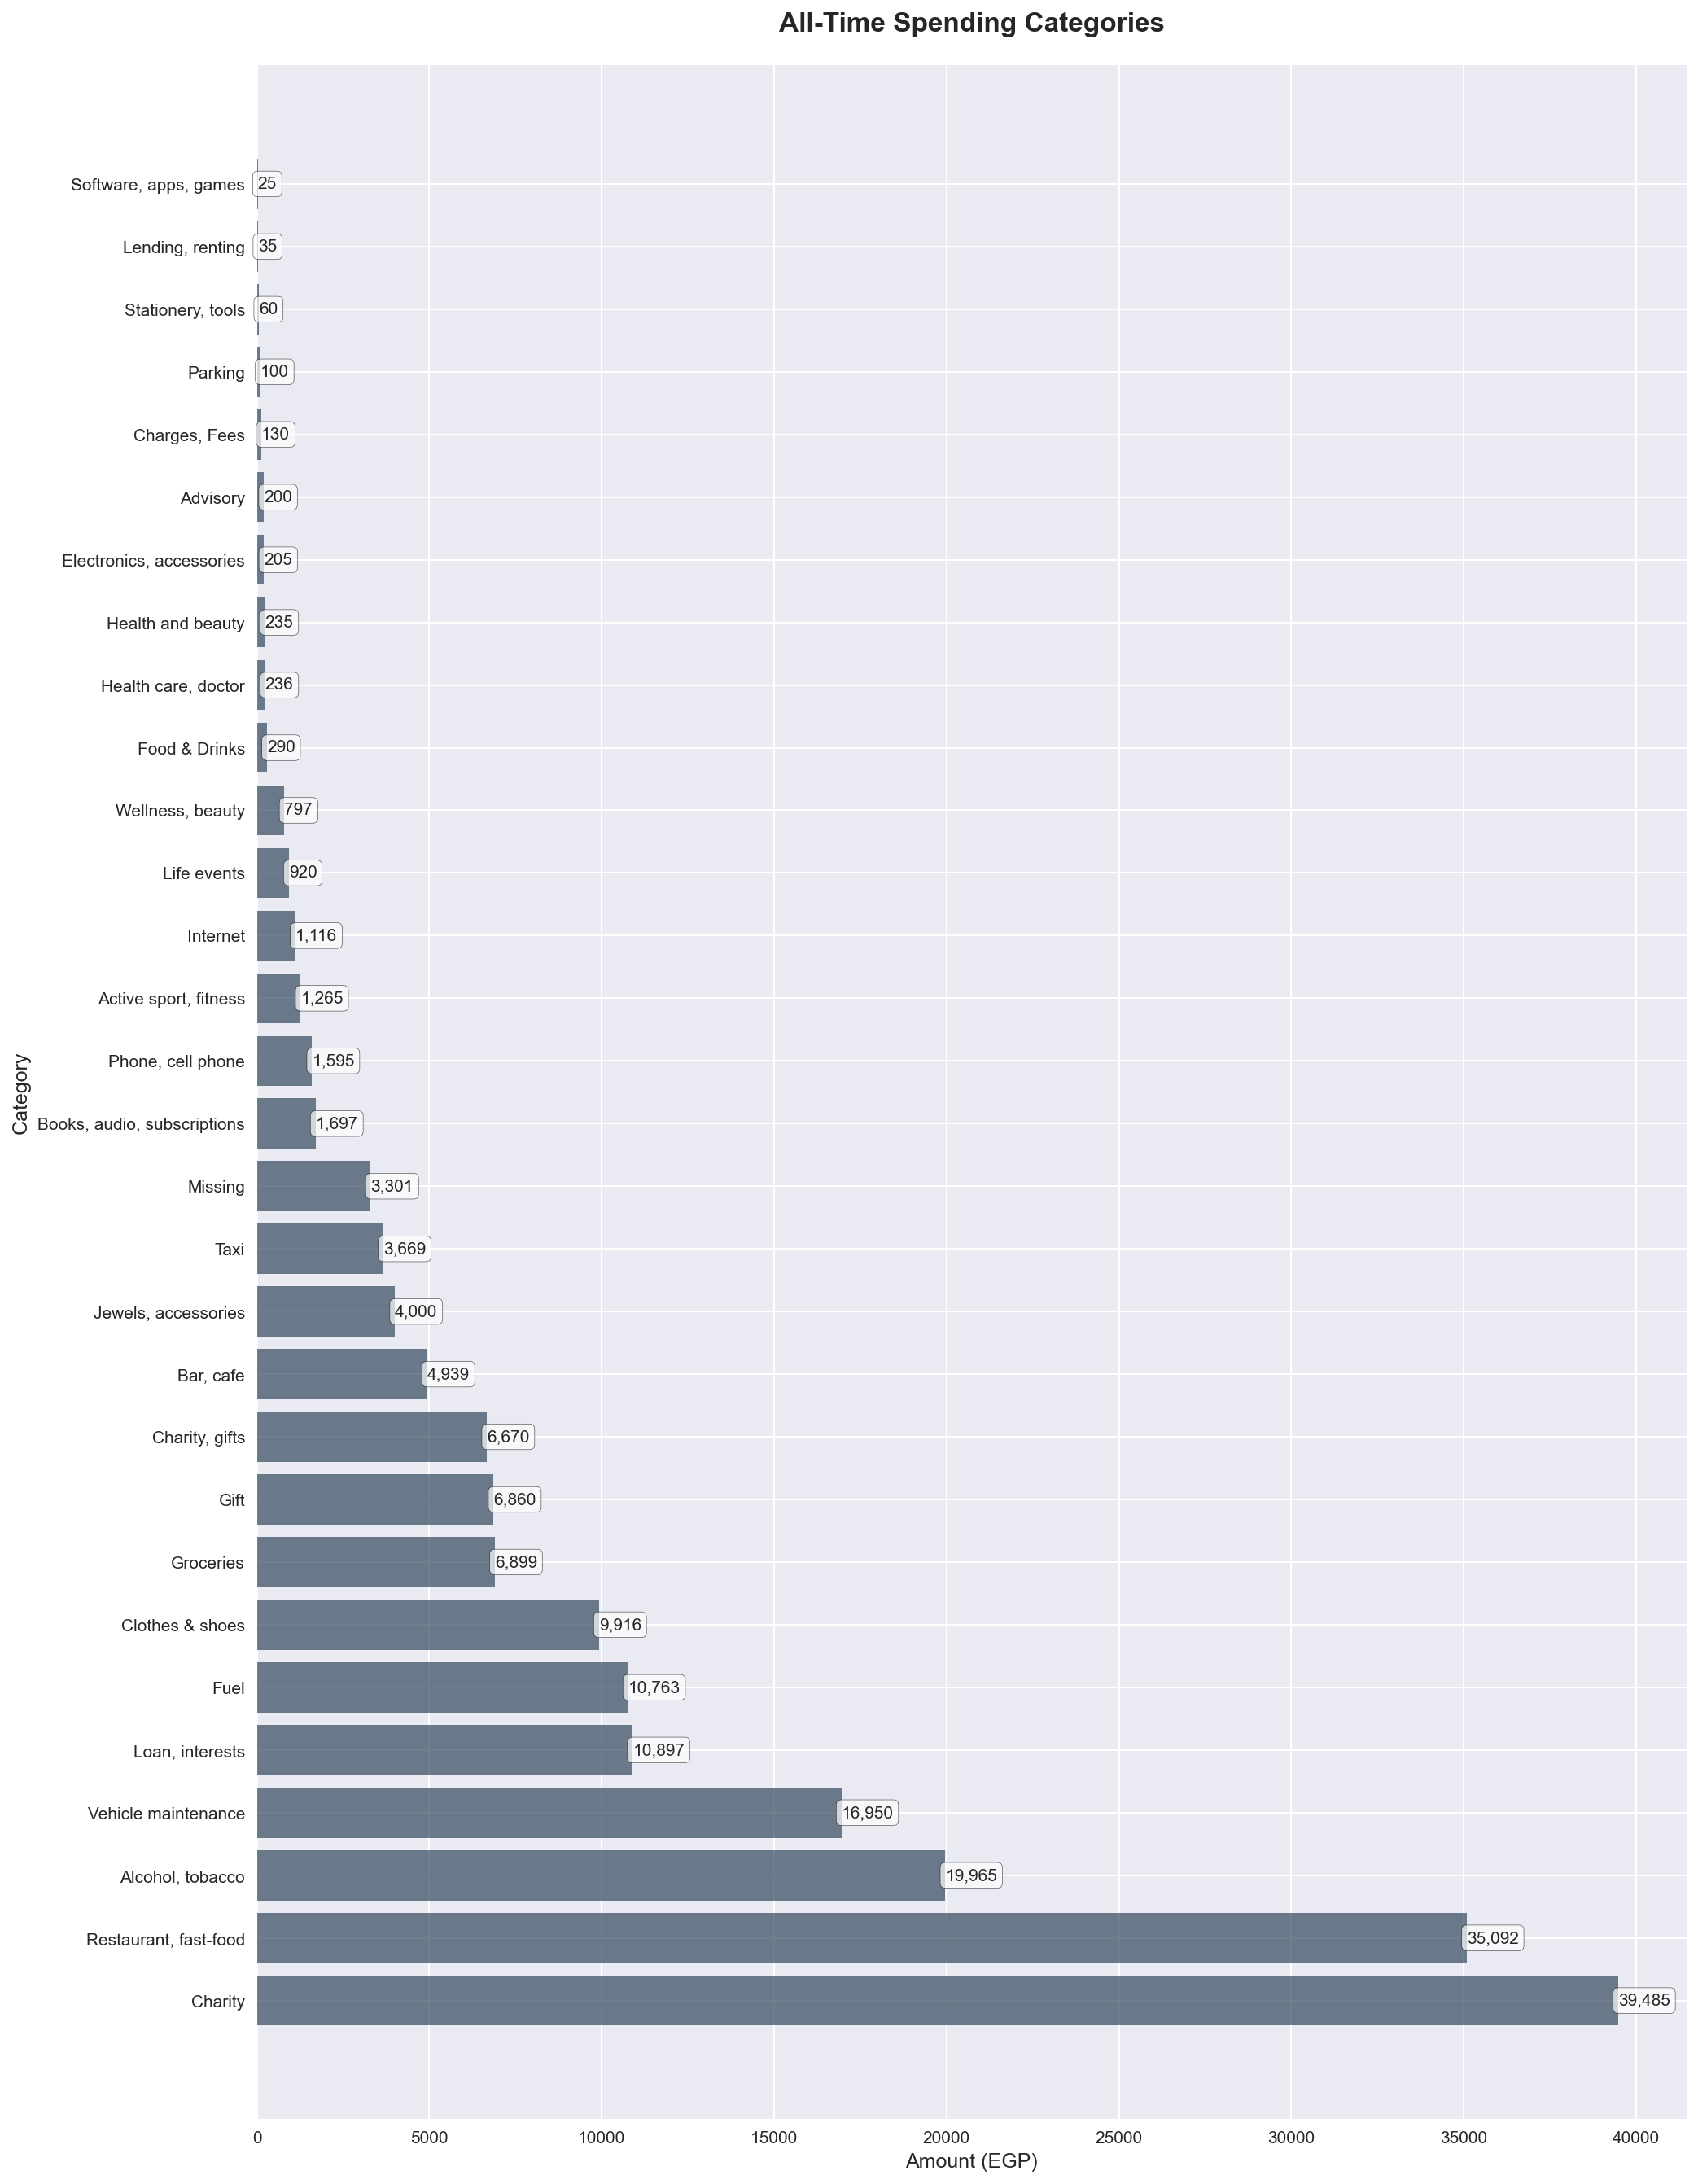 All-Time Spending Categories
Software, apps, games 25
Lending, renting 35
Stationery, tools 60
Parking 100
Charges, Fees 130
Advisory 200
Electronics, accessories 205
Health and beauty 235
Health care, doctor 236
Food & Drinks 290
Wellness, beauty 797
Life events 920
Internet 1,116
Active sport, fitness 1,265
Phone, cell phone 1,595
Category
Books, audio, subscriptions 1,697
Missing 3,301
Taxi 3,669
Jewels, accessories 4,000
Bar, cafe 4,939
Charity, gifts 6,670
Gift 6,860
Groceries 6,899
Clothes & shoes 9,916
Fuel 10,763
Loan, interests 10,897
Vehicle maintenance 16,950
Alcohol, tobacco 19,965
Restaurant, fast-food 35,092
Charity 39,485
0 5000 10000 15000 20000 25000 30000 35000 40000
Amount (EGP)